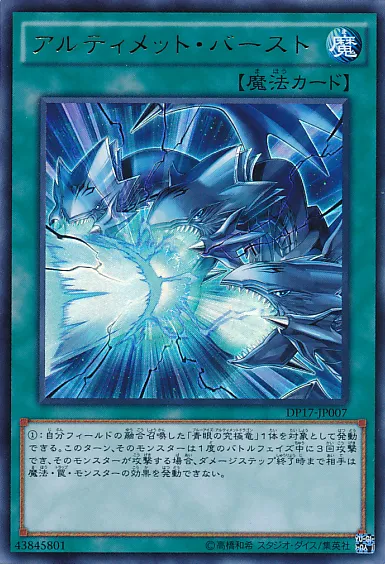 アルティメット・バースト
魔
【魔法カード】
DP17-JP007
①：自分フィールドの融合召喚した「青眼の究極竜」1体を対象として発動
できる。このターン、そのモンスターは1度のバトルフェイズ中に3回攻撃
でき、そのモンスターが攻撃する場合、ダメージステップ終了時まで相手は
魔法・罠・モンスターの効果を発動できない。
43845801
©高橋和希 スタジオ・ダイス/集英社